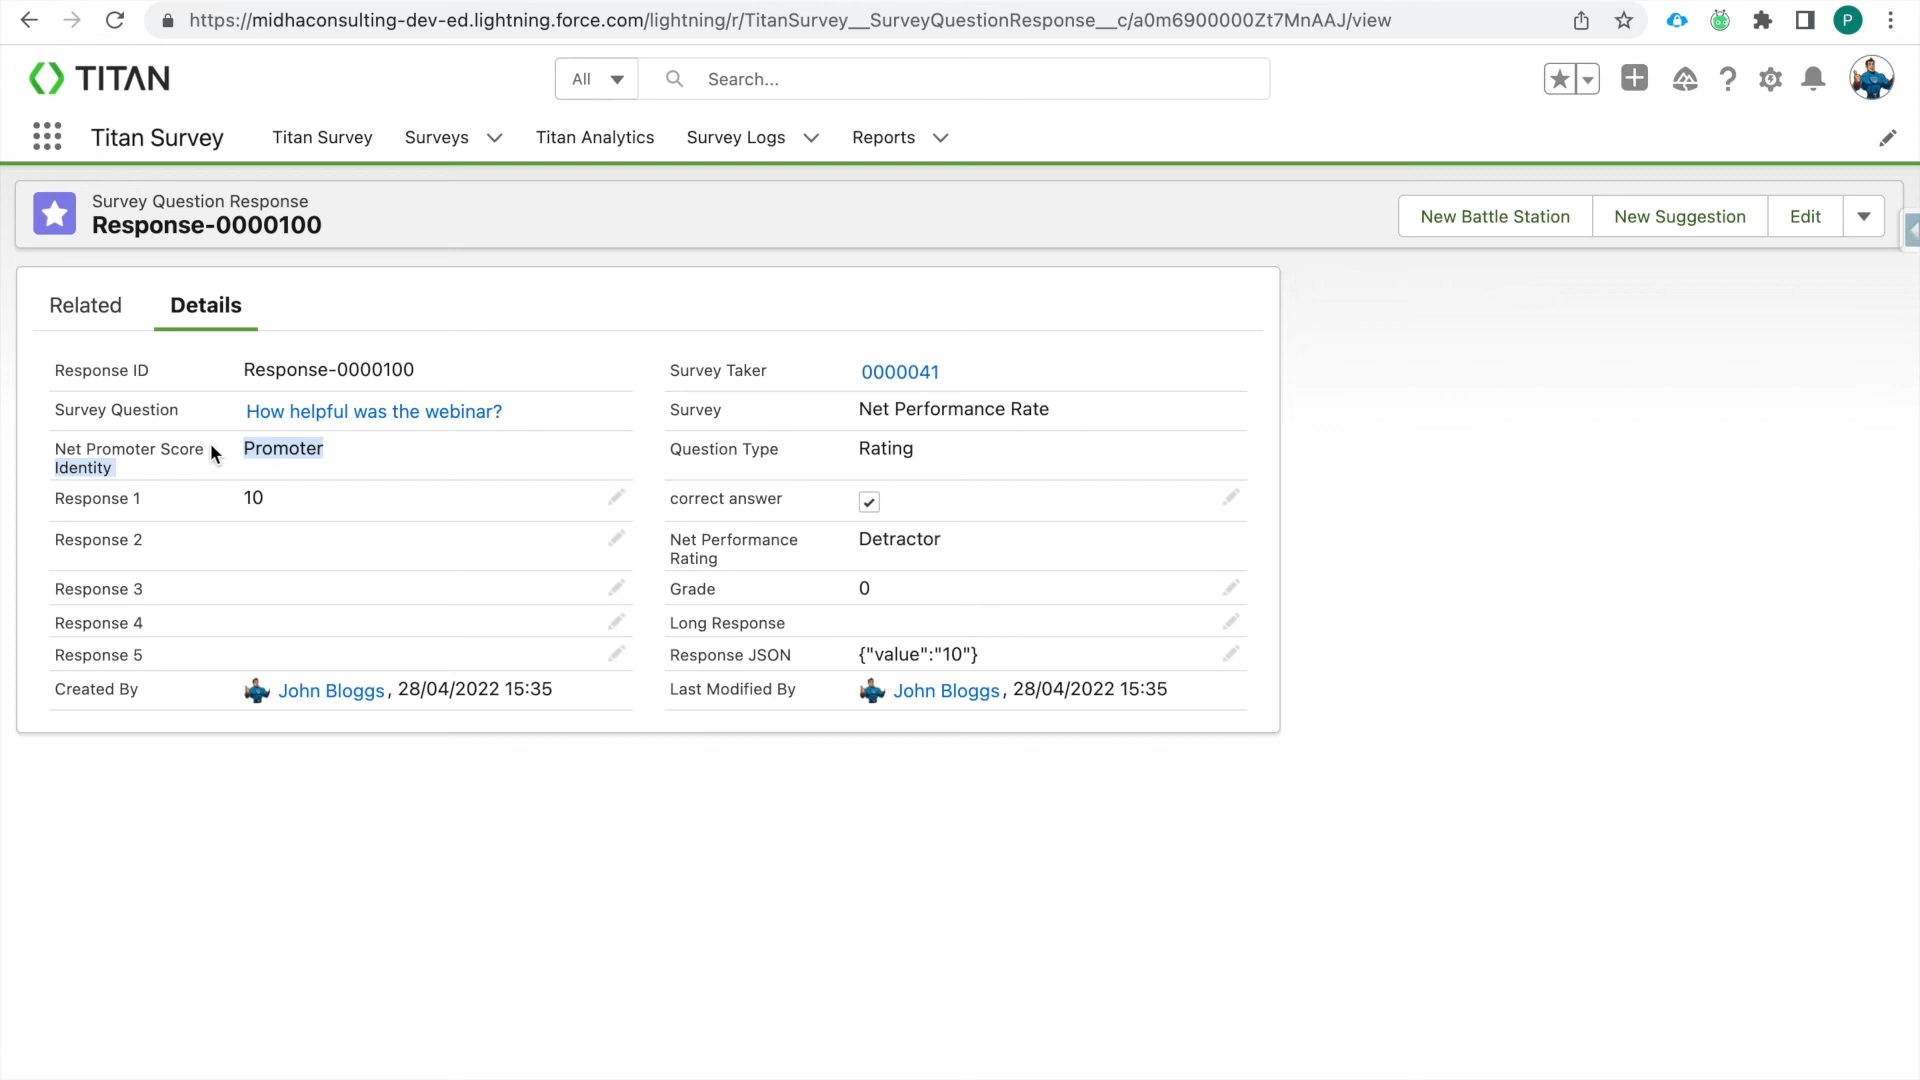 https://midhaconsulting-dev-ed.lightning.force.com/lightning/r/TitanSurvey__SurveyQuestionResponse__c/a0m6900000Zt7MnAAJ/view
P
TITAN
All
Search...
Titan Survey
Titan Survey
Surveys
Titan Analytics
Survey Logs
Reports
Survey Question Response
Response-0000100
New Battle Station
New Suggestion
Edit
Related
Details
Response ID
Response-0000100
Survey Taker
0000041
Survey Question
How helpful was the webinar?
Survey
Net Performance Rate
Net Promoter Score
Identity
Promoter
Question Type
Rating
Response 1
10
correct answer
Response 2
Net Performance
Rating
Detractor
Response 3
Grade
0
Response 4
Long Response
Response 5
Response JSON
{"value":"10"}
Created By
John Bloggs, 28/04/2022 15:35
Last Modified By
John Bloggs, 28/04/2022 15:35